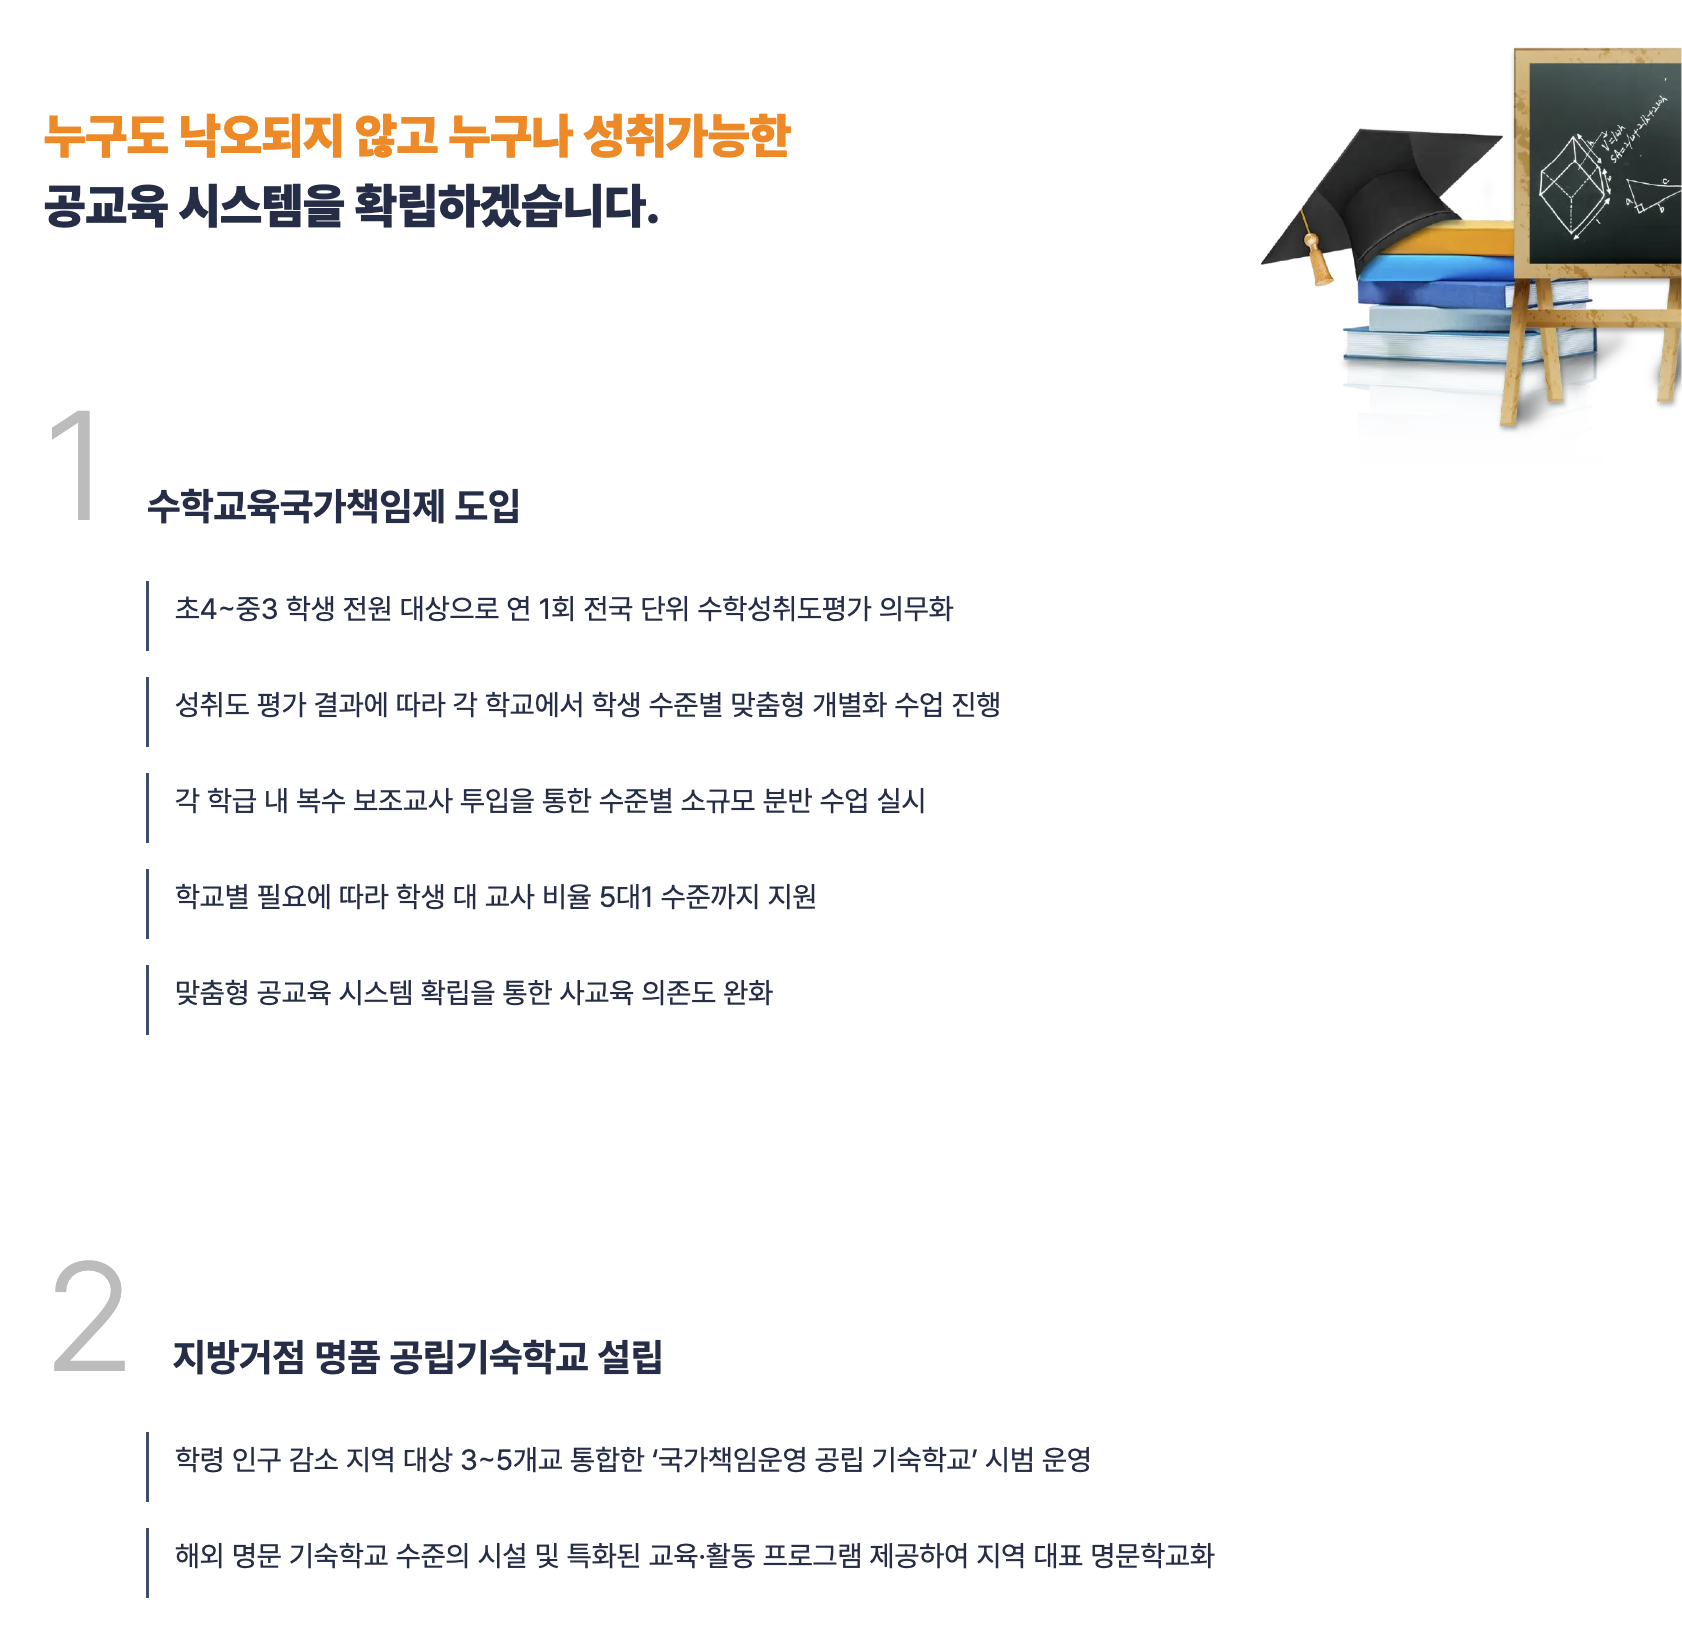 누구도 낙오되지 않고 누구나 성취가능한
공교육 시스템을 확립하겠습니다.
1
수학교육국가책임제 도입
초4~중3 학생 전원 대상으로 연 1회 전국 단위 수학성취도평가 의무화
성취도 평가 결과에 따라 각 학교에서 학생 수준별 맞춤형 개별화 수업 진행
각 학급 내 복수 보조교사 투입을 통한 수준별 소규모 분반 수업 실시
학교별 필요에 따라 학생 대 교사 비율 5대1 수준까지 지원
맞춤형 공교육 시스템 확립을 통한 사교육 의존도 완화
2
지방거점 명품 공립기숙학교 설립
학령 인구 감소 지역 대상 3~5개교 통합한 ‘국가책임운영 공립 기숙학교’ 시범 운영
해외 명문 기숙학교 수준의 시설 및 특화된 교육·활동 프로그램 제공하여 지역 대표 명문학교화